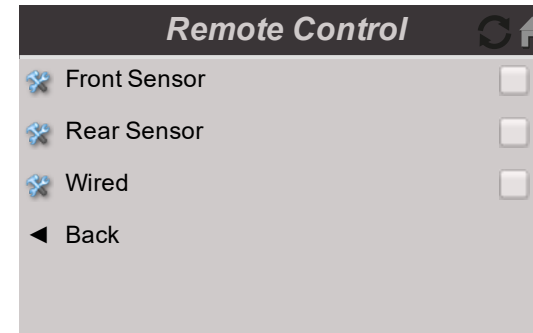 Remote Control
Front Sensor
Rear Sensor
Wired
Back